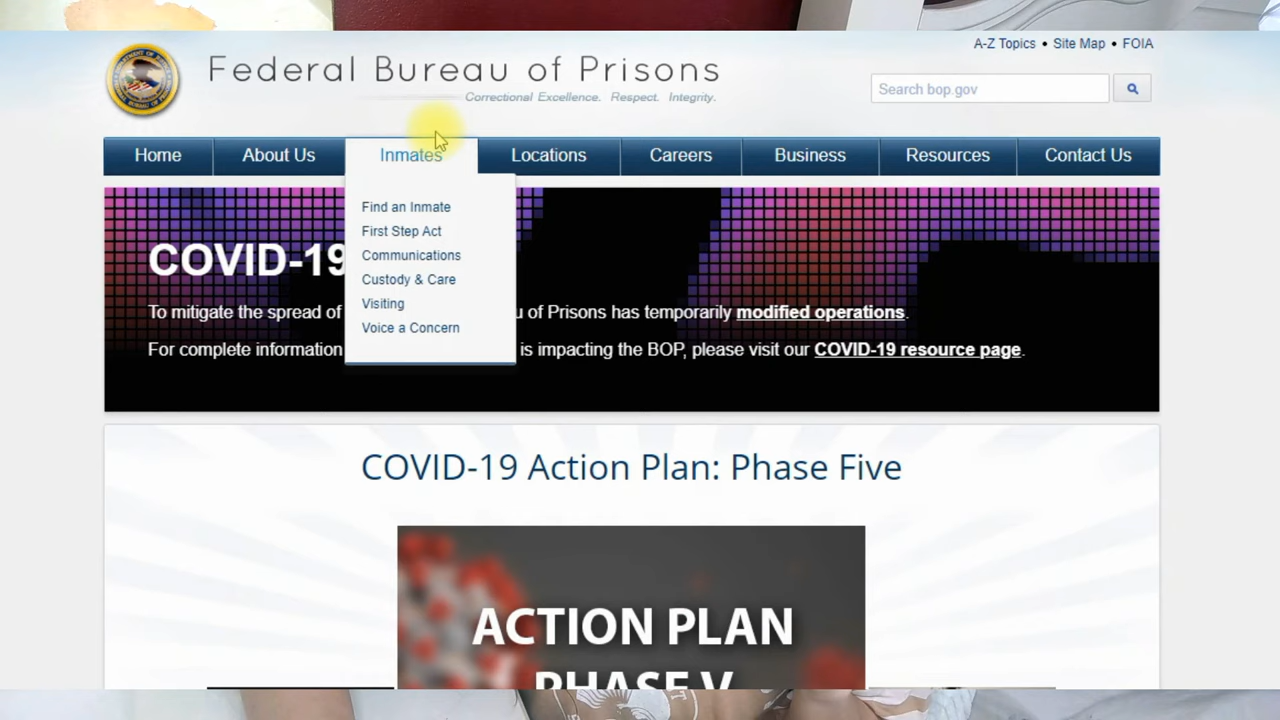 A-Z Topics • Site Map • FOIA
Federal Bureau of Prisons
Correctional Excellence. Respect. Integrity.
Search bop.gov
Home About Us Inmates Locations Careers Business Resources Contact Us
Find an Inmate
First Step Act
Communications
Custody & Care
Visiting
Voice a Concern
COVID-19
To mitigate the spread of u of Prisons has temporarily modified operations.
For complete information is impacting the BOP, please visit our COVID-19 resource page.
COVID-19 Action Plan: Phase Five
ACTION PLAN
PHASE V